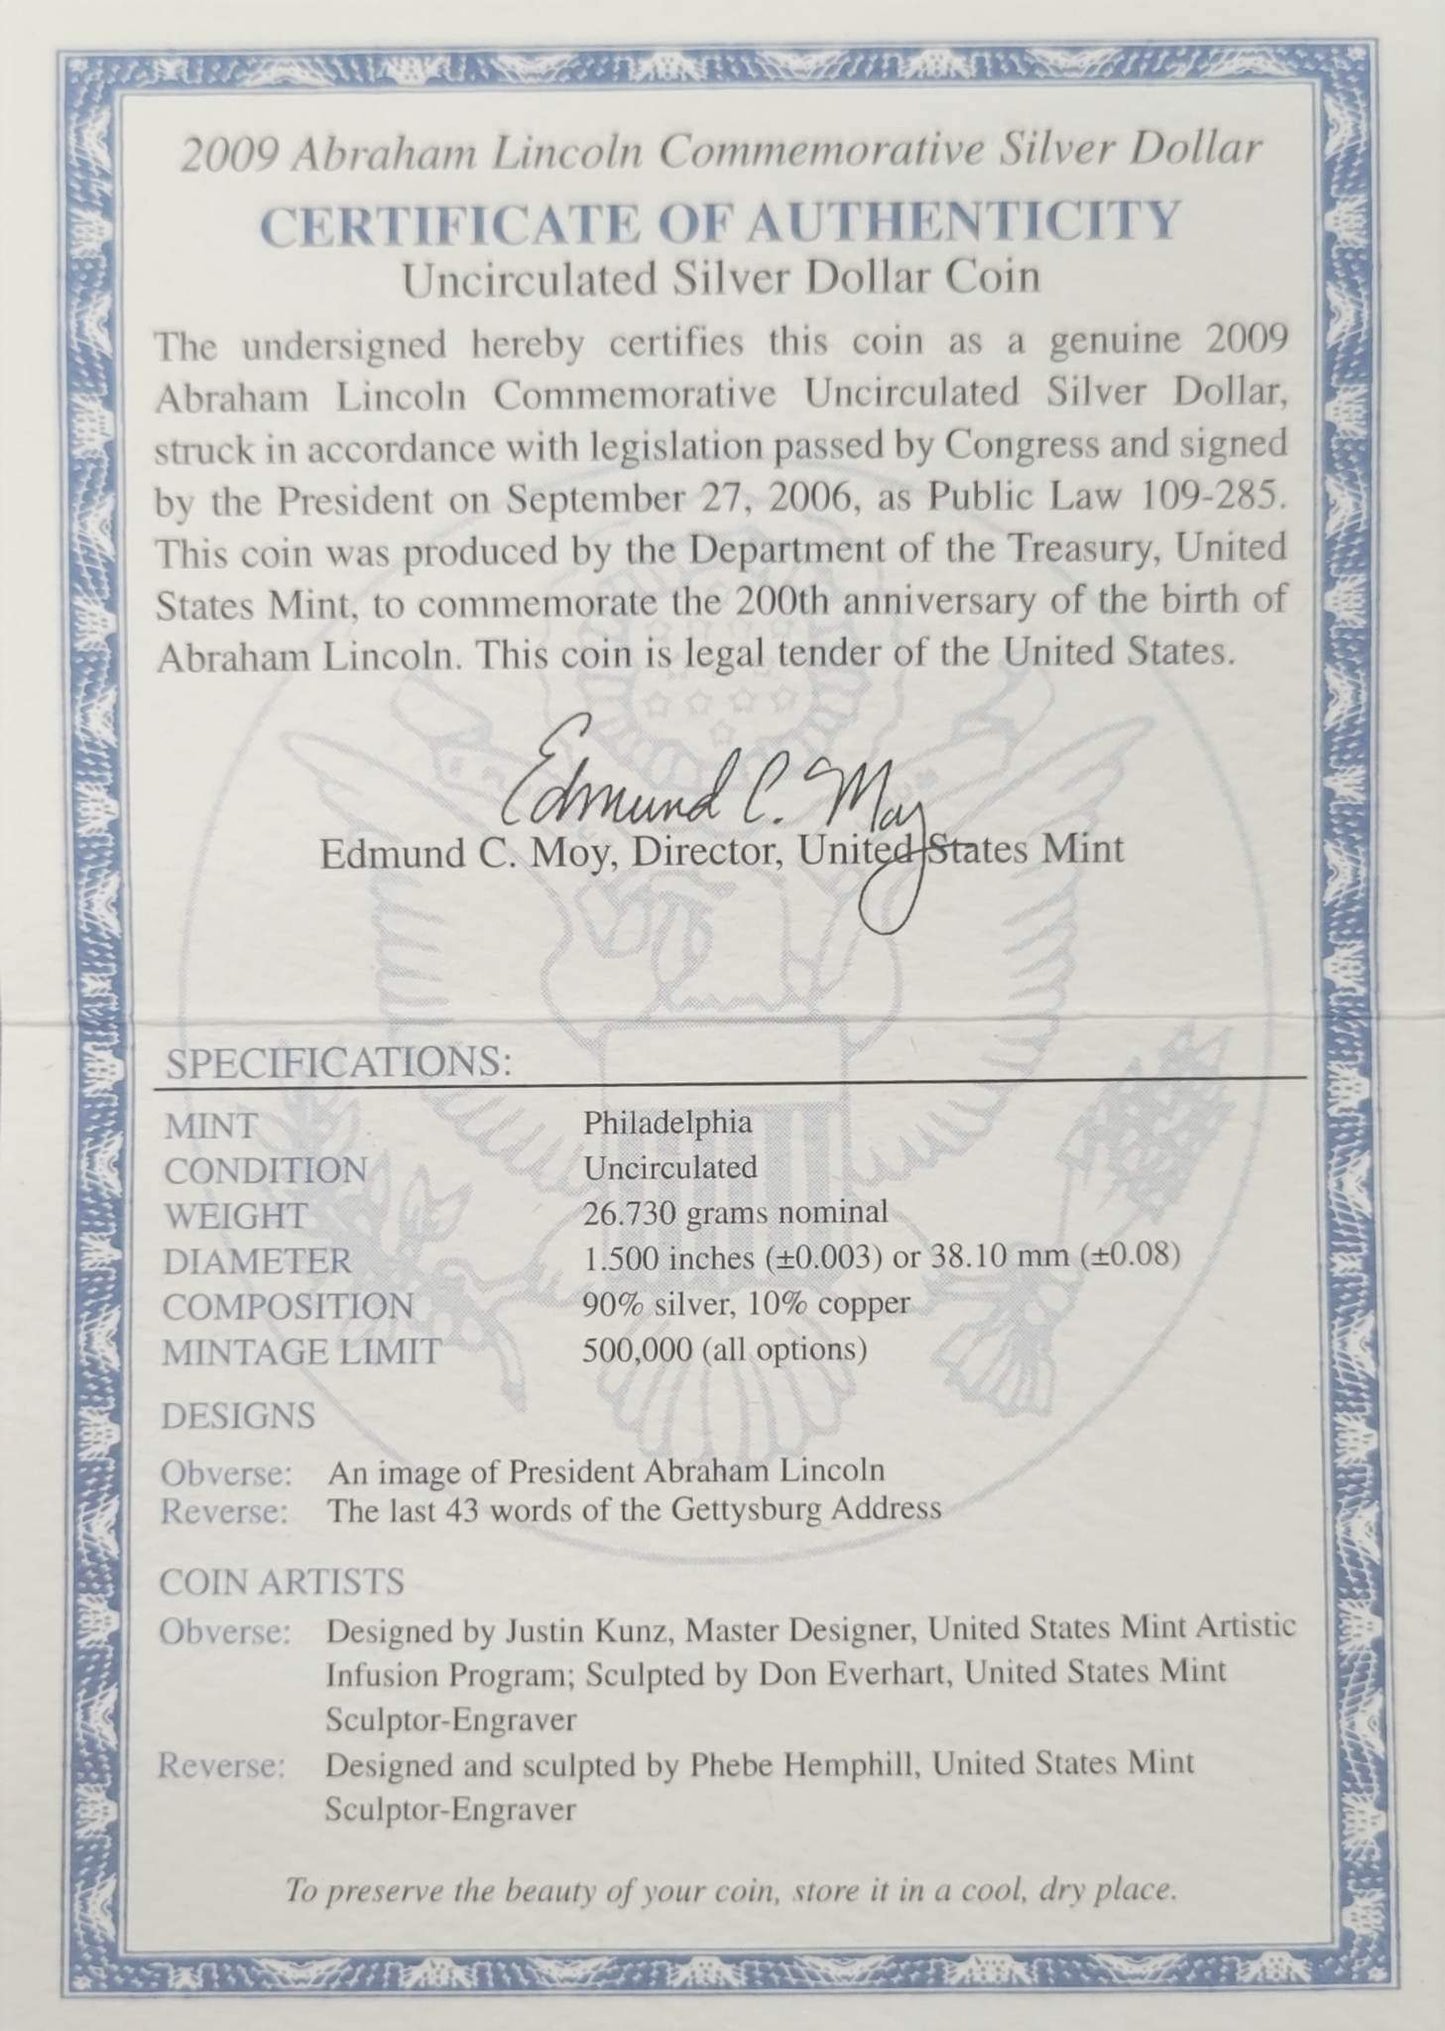 2009 Abraham Lincoln Commemorative Silver Dollar
CERTIFICATE OF AUTHENTICITY
Uncirculated Silver Dollar Coin
The undersigned hereby certifies this coin as a genuine 2009
Abraham Lincoln Commemorative Uncirculated Silver Dollar,
struck in accordance with legislation passed by Congress and signed
by the President on September 27, 2006, as Public Law 109-285.
This coin was produced by the Department of the Treasury, United
States Mint, to commemorate the 200th anniversary of the birth of
Abraham Lincoln. This coin is legal tender of the United States.
Edmund C. Moy
Edmund C. Moy, Director, United States Mint
SPECIFICATIONS:
MINT Philadelphia
CONDITION Uncirculated
WEIGHT 26.730 grams nominal
DIAMETER 1.500 inches (±0.003) or 38.10 mm (±0.08)
COMPOSITION 90% silver, 10% copper
MINTAGE LIMIT 500,000 (all options)
DESIGNS
Obverse: An image of President Abraham Lincoln
Reverse: The last 43 words of the Gettysburg Address
COIN ARTISTS
Obverse: Designed by Justin Kunz, Master Designer, United States Mint Artistic
Infusion Program; Sculpted by Don Everhart, United States Mint
Sculptor-Engraver
Reverse: Designed and sculpted by Phebe Hemphill, United States Mint
Sculptor-Engraver
To preserve the beauty of your coin, store it in a cool, dry place.